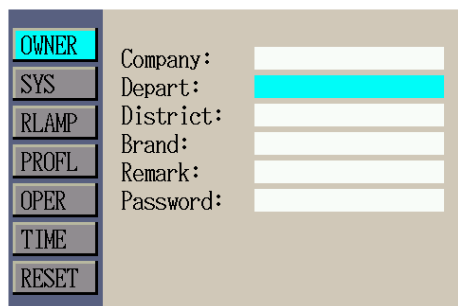 OWNER
SYS
RLAMP
PROFL
OPER
TIME
RESET
Company:
Depart:
District:
Brand:
Remark:
Password: